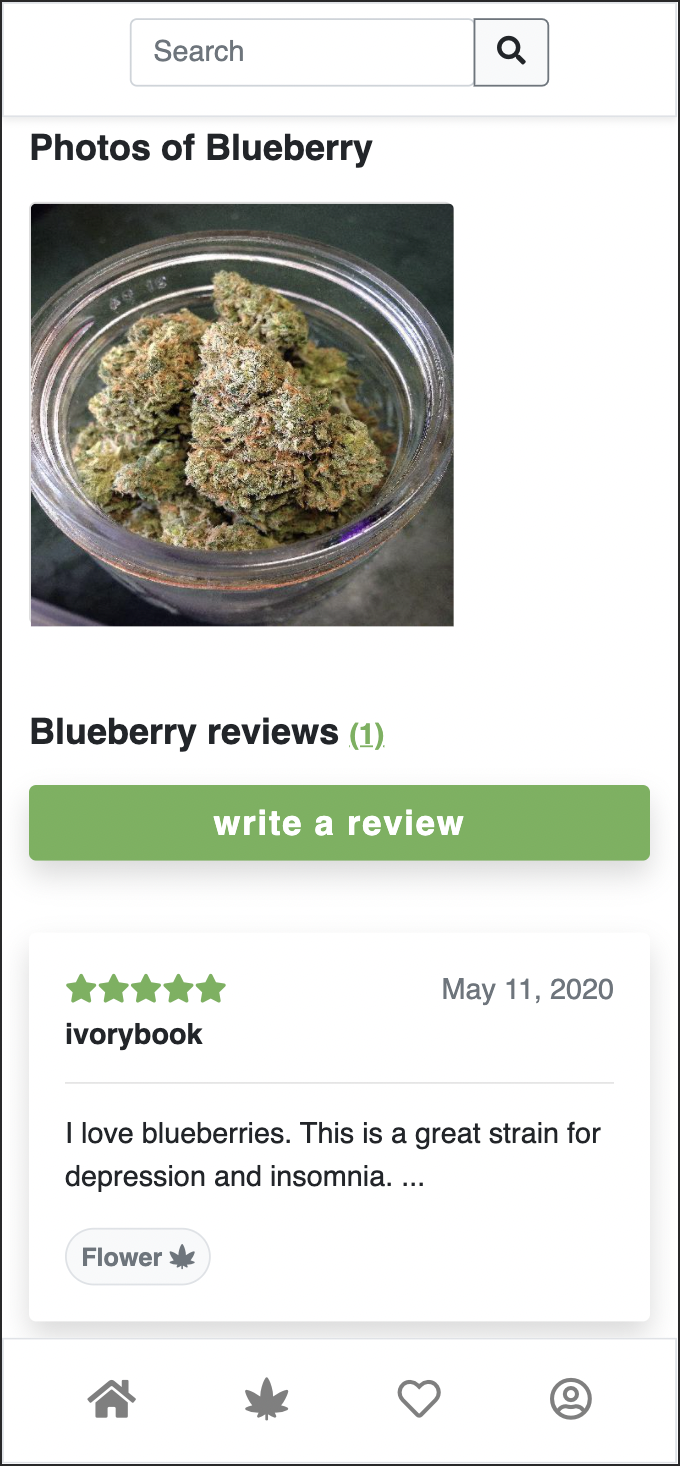 Search
Photos of Blueberry
Blueberry reviews (1)
write a review
May 11, 2020
ivorybook
I love blueberries. This is a great strain for
depression and insomnia. ...
Flower